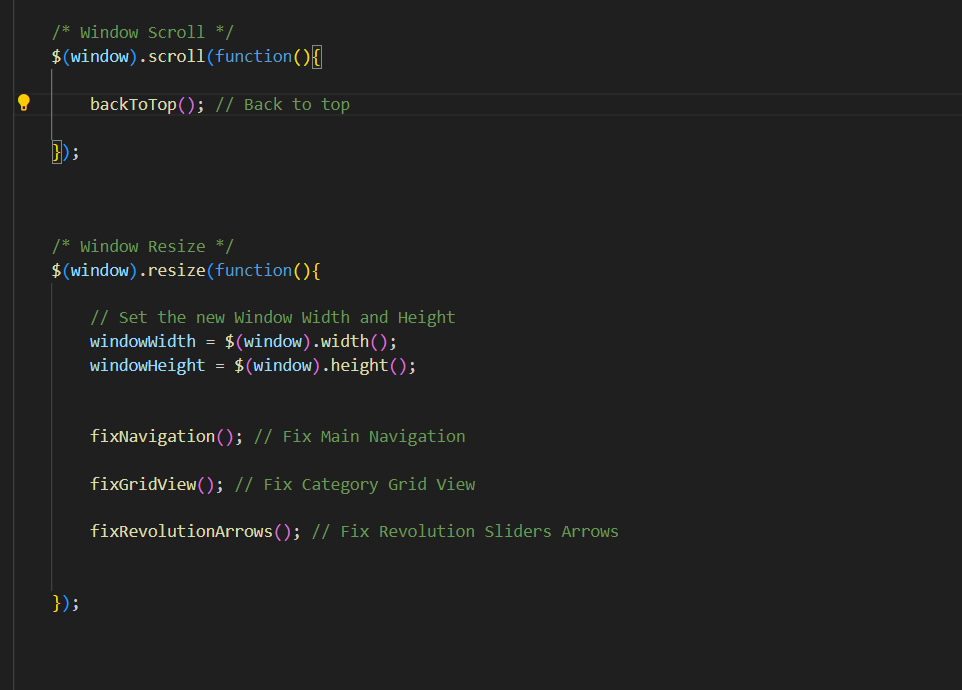 /* Window Scroll */
$(window).scroll(function(){
backToTop(); // Back to top
});
/* Window Resize */
$(window).resize(function(){
// Set the new Window Width and Height
windowWidth = $(window).width();
windowHeight = $(window).height();
fixNavigation(); // Fix Main Navigation
fixGridView(); // Fix Category Grid View
fixRevolutionArrows(); // Fix Revolution Sliders Arrows
});